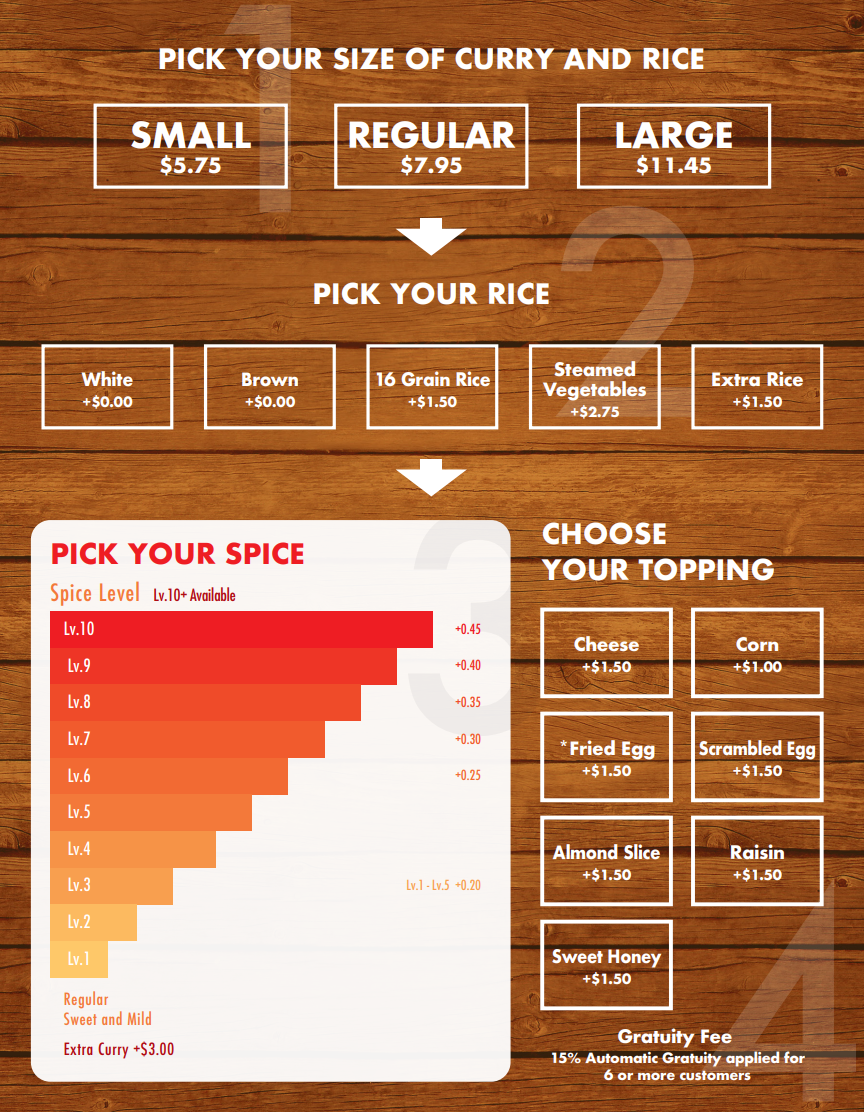 1
PICK YOUR SIZE OF CURRY AND RICE
SMALL
$5.75
REGULAR
$7.95
LARGE
$11.45
2
PICK YOUR RICE
White
+$0.00
Brown
+$0.00
16 Grain Rice
+$1.50
Steamed
Vegetables
+$2.75
Extra Rice
+$1.50
3
PICK YOUR SPICE
Spice Level Lv.10+ Available
Lv.10 +0.45
Lv.9 +0.40
Lv.8 +0.35
Lv.7 +0.30
Lv.6 +0.25
Lv.5
Lv.4
Lv.3 Lv.1 - Lv.5 +0.20
Lv.2
Lv.1
Regular
Sweet and Mild
Extra Curry +$3.00
4
CHOOSE
YOUR TOPPING
Cheese
+$1.50
Corn
+$1.00
*Fried Egg
+$1.50
Scrambled Egg
+$1.50
Almond Slice
+$1.50
Raisin
+$1.50
Sweet Honey
+$1.50
Gratuity Fee
15% Automatic Gratuity applied for
6 or more customers